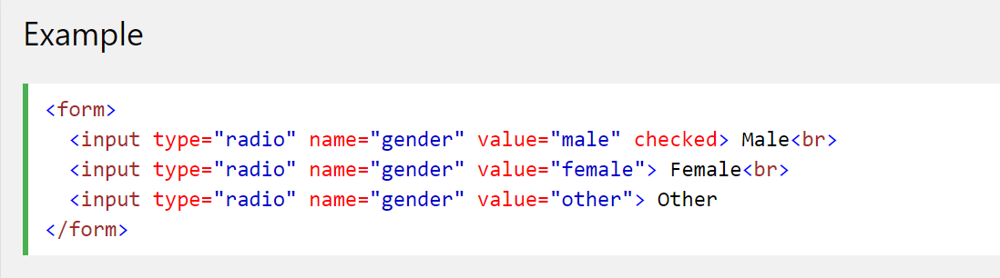 Example
<form>
<input type="radio" name="gender" value="male" checked> Male<br>
<input type="radio" name="gender" value="female"> Female<br>
<input type="radio" name="gender" value="other"> Other
</form>